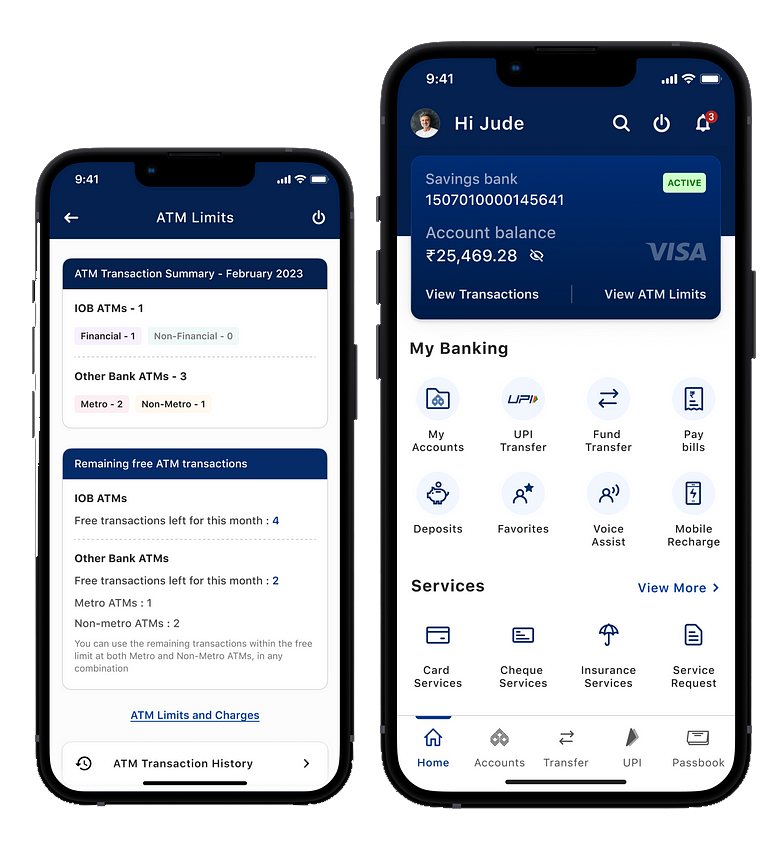 9:41
ATM Limits
ATM Transaction Summary - February 2023
IOB ATMs - 1
Financial - 1 Non-Financial - 0
Other Bank ATMs - 3
Metro - 2 Non-Metro - 1
Remaining free ATM transactions
IOB ATMs
Free transactions left for this month : 4
Other Bank ATMs
Free transactions left for this month : 2
Metro ATMs : 1
Non-metro ATMs : 2
You can use the remaining transactions within the free
limit at both Metro and Non-Metro ATMs, in any
combination
ATM Limits and Charges
ATM Transaction History
9:41
Hi Jude
3
Savings bank
ACTIVE
1507010000145641
Account balance
₹25,469.28
VISA
View Transactions View ATM Limits
My Banking
My
Accounts
UPI
UPI
Transfer
Fund
Transfer
Pay
bills
Deposits
Favorites
Voice
Assist
Mobile
Recharge
Services
View More
Card
Services
Cheque
Services
Insurance
Services
Service
Request
Home
Accounts
Transfer
UPI
Passbook